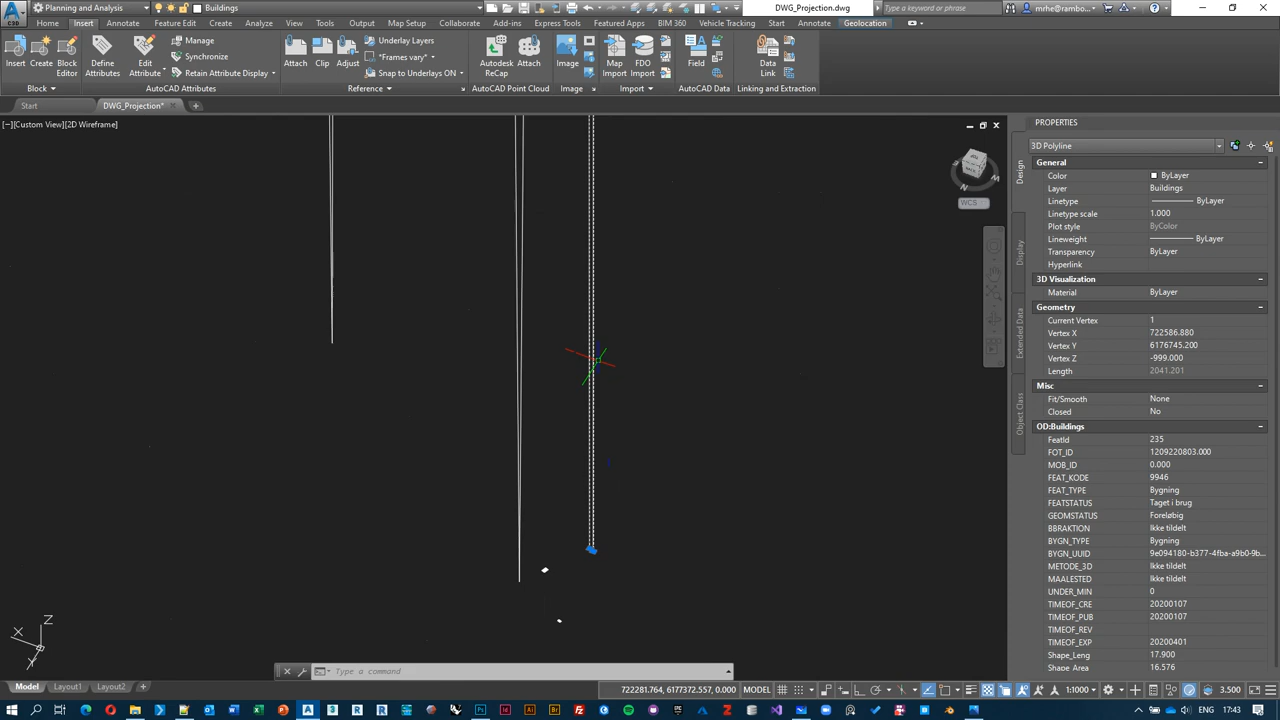 Planning and Analysis
Buildings
DWG_Projection.dwg
Type a keyword or phrase
mrhe@rambo...
Home Insert Annotate Feature Edit Create Analyze View Tools Output Map Setup Collaborate Add-ins Express Tools Featured Apps BIM 360 Vehicle Tracking Start Annotate Geolocation
Insert Create Block Editor
Define Attributes
Edit Attribute
Manage
Synchronize
Retain Attribute Display
Attach Clip Adjust
Underlay Layers
*Frames vary*
Snap to Underlays ON
Autodesk ReCap
Attach
Image
Map Import
FDO Import
Field
Data Link
Block
AutoCAD Attributes
Reference
AutoCAD Point Cloud
Image
Import
AutoCAD Data
Linking and Extraction
Start
DWG_Projection*
[−][Custom View][2D Wireframe]
WCS
PROPERTIES
3D Polyline
Design
Display
Extended Data
Object Class
General
Color ByLayer
Layer Buildings
Linetype ByLayer
Linetype scale 1.000
Plot style ByColor
Lineweight ByLayer
Transparency ByLayer
Hyperlink
3D Visualization
Material ByLayer
Geometry
Current Vertex 1
Vertex X 722586.880
Vertex Y 6176745.200
Vertex Z -999.000
Length 2041.201
Misc
Fit/Smooth None
Closed No
OD:Buildings
FeatId 235
FOT_ID 1209220803.000
MOB_ID 0.000
FEAT_KODE 9946
FEAT_TYPE Bygning
FEATSTATUS Taget i brug
GEOMSTATUS Foreløbig
BBRAKTION Ikke tildelt
BYGN_TYPE Bygning
BYGN_UUID 9e094180-b377-4fba-a9b0-9b...
METODE_3D Ikke tildelt
MAALESTED Ikke tildelt
UNDER_MIN 0
TIMEOF_CRE 20200107
TIMEOF_PUB 20200107
TIMEOF_REV
TIMEOF_EXP 20200401
Shape_Leng 17.900
Shape_Area 16.576
X
Y
Z
Type a command
Model Layout1 Layout2
722281.764, 6177372.557, 0.000 MODEL
1:1000
3.500
ENG 17:43